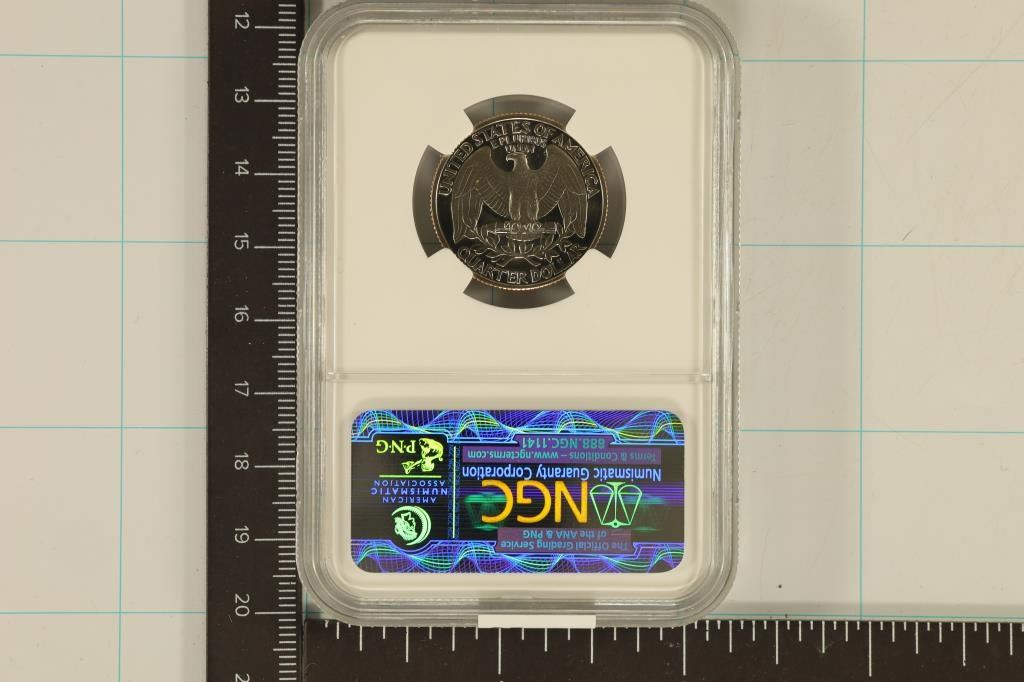 12
13
14
15
16
17
18
19
20
UNITED STATES OF AMERICA
E PLURIBUS
UNUM
QUARTER DOLLAR
The Official Grading Service
of the ANA & PNG
NGC
Numismatic Guaranty Corporation
Terms & Conditions – www.ngcterms.com
888.NGC.1141
AMERICAN
NUMISMATIC
ASSOCIATION
P·N·G